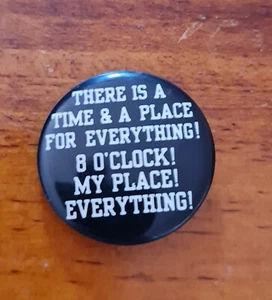 THERE IS A
TIME & A PLACE
FOR EVERYTHING!
8 O'CLOCK!
MY PLACE!
EVERYTHING!